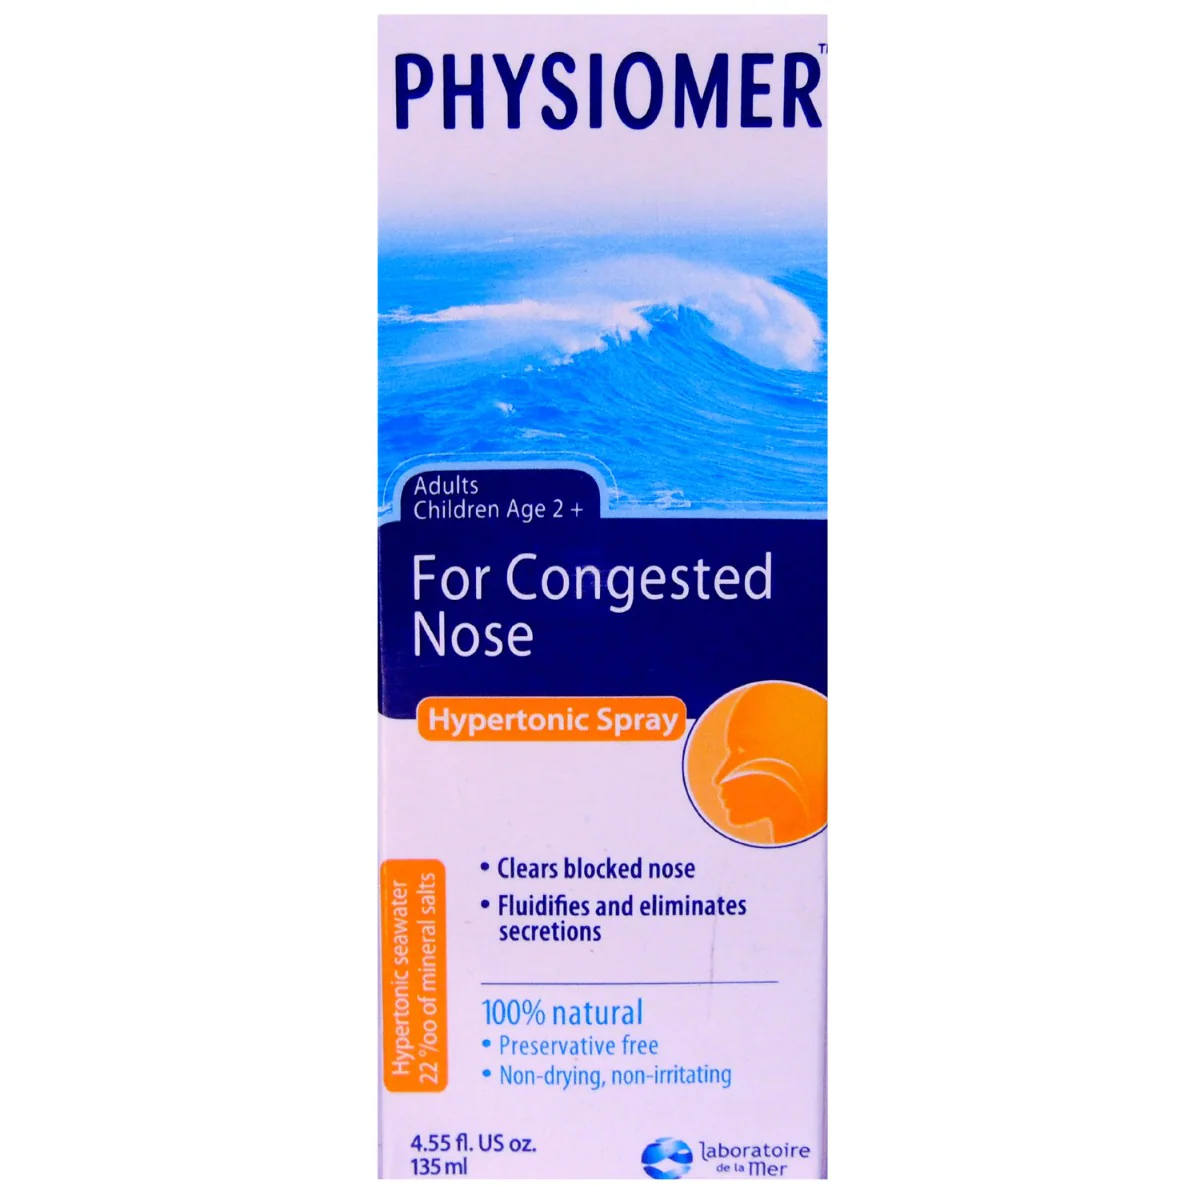 PHYSIOMER™
Adults
Children Age 2 +
For Congested
Nose
Hypertonic Spray
• Clears blocked nose
• Fluidifies and eliminates
secretions
Hypertonic seawater
22 °/oo of mineral salts
100% natural
• Preservative free
• Non-drying, non-irritating
4.55 fl. US oz.
135 ml
laboratoire
de la mer